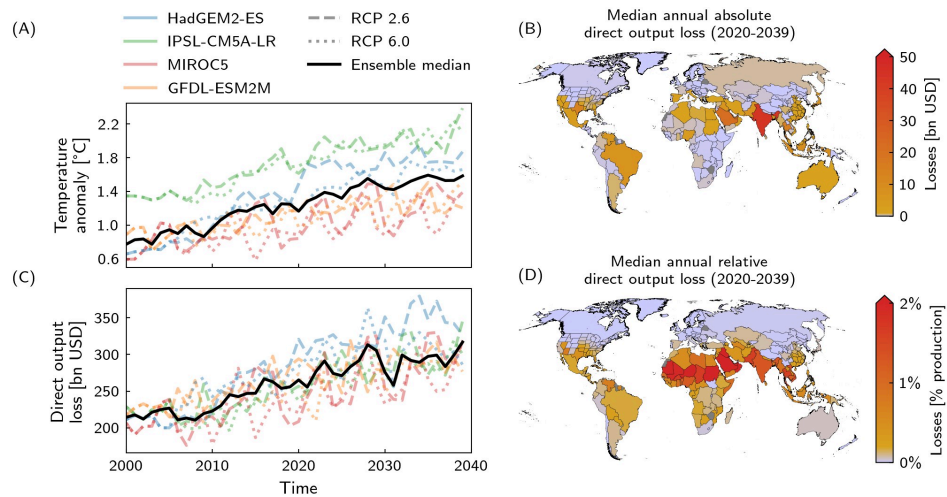 (A)
HadGEM2-ES
IPSL-CM5A-LR
MIROC5
GFDL-ESM2M
RCP 2.6
RCP 6.0
Ensemble median
Temperature
anomaly [°C]
2.2
1.8
1.4
1.0
0.6
(B)
Median annual absolute
direct output loss (2020-2039)
50
40
30
20
10
0
Losses [bn USD]
(C)
Direct output
loss [bn USD]
350
300
250
200
2000
2010
2020
2030
2040
Time
(D)
Median annual relative
direct output loss (2020-2039)
2%
1%
0%
Losses [% production]